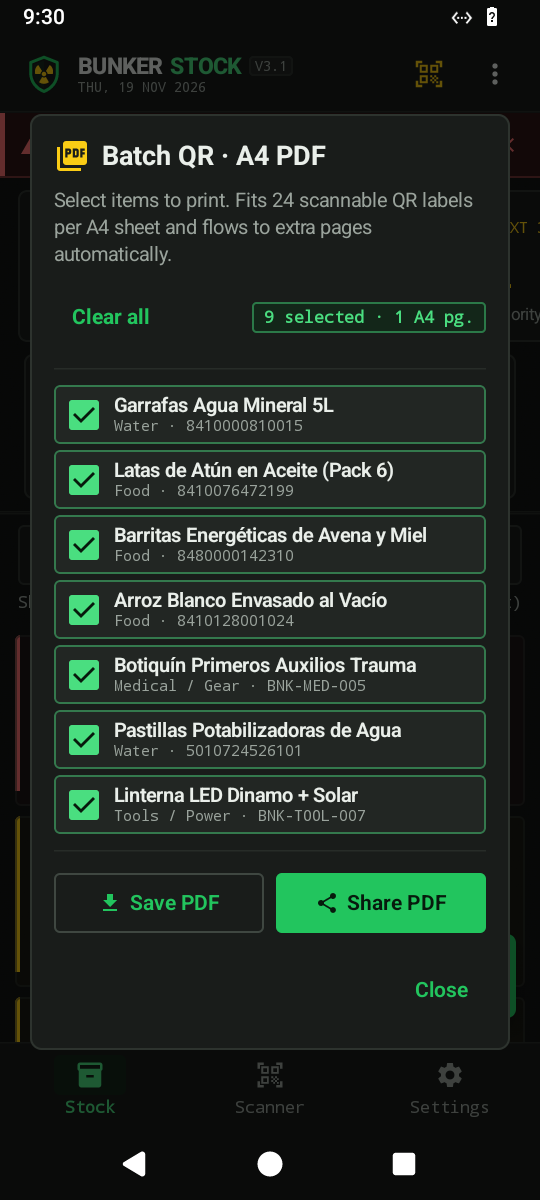 9:30
BUNKER STOCK V3.1
THU, 19 NOV 2026
PDF
Batch QR · A4 PDF
Select items to print. Fits 24 scannable QR labels
per A4 sheet and flows to extra pages
automatically.
Clear all
9 selected · 1 A4 pg.
Garrafas Agua Mineral 5L
Water · 8410000810015
Latas de Atún en Aceite (Pack 6)
Food · 8410076472199
Barritas Energéticas de Avena y Miel
Food · 8480000142310
Arroz Blanco Envasado al Vacío
Food · 8410128001024
Botiquín Primeros Auxilios Trauma
Medical / Gear · BNK-MED-005
Pastillas Potabilizadoras de Agua
Water · 5010724526101
Linterna LED Dinamo + Solar
Tools / Power · BNK-TOOL-007
Save PDF
Share PDF
Close
Stock
Scanner
Settings